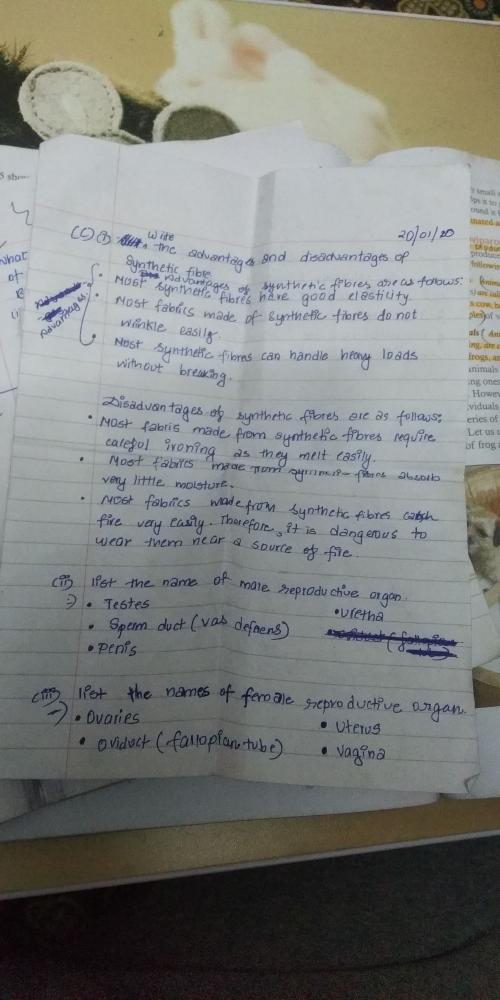 20/01/20
(C) (i) Write the advantages and disadvantages of
synthetic fibre
Advantages of synthetic fibres are as follows:
• Most synthetic fibres have good elastility
• Most fabrics made of synthetic fibres do not
wrinkle easily.
• Most synthetic fibres can handle heavy loads
without breaking.
Advantages
Disadvantages of synthetic fibres are as follows:
• Most fabris made from synthetic fibres require
careful ironing as they melt easily.
• Most fabrics made from synthetic fibres absorb
very little moisture.
• Most fabrics made from synthetic fibres catch
fire very easily. Therefore, it is dangerous to
wear them near a source of fire.
(ii) list the name of male reproductive organ.
⇒ • Testes
• uretha
• Sperm duct (vas deferens)
• Penis
(iii) list the names of female reproductive organ.
⇒ • Ovaries
• Uterus
• Oviduct (fallopian tube)
• Vagina